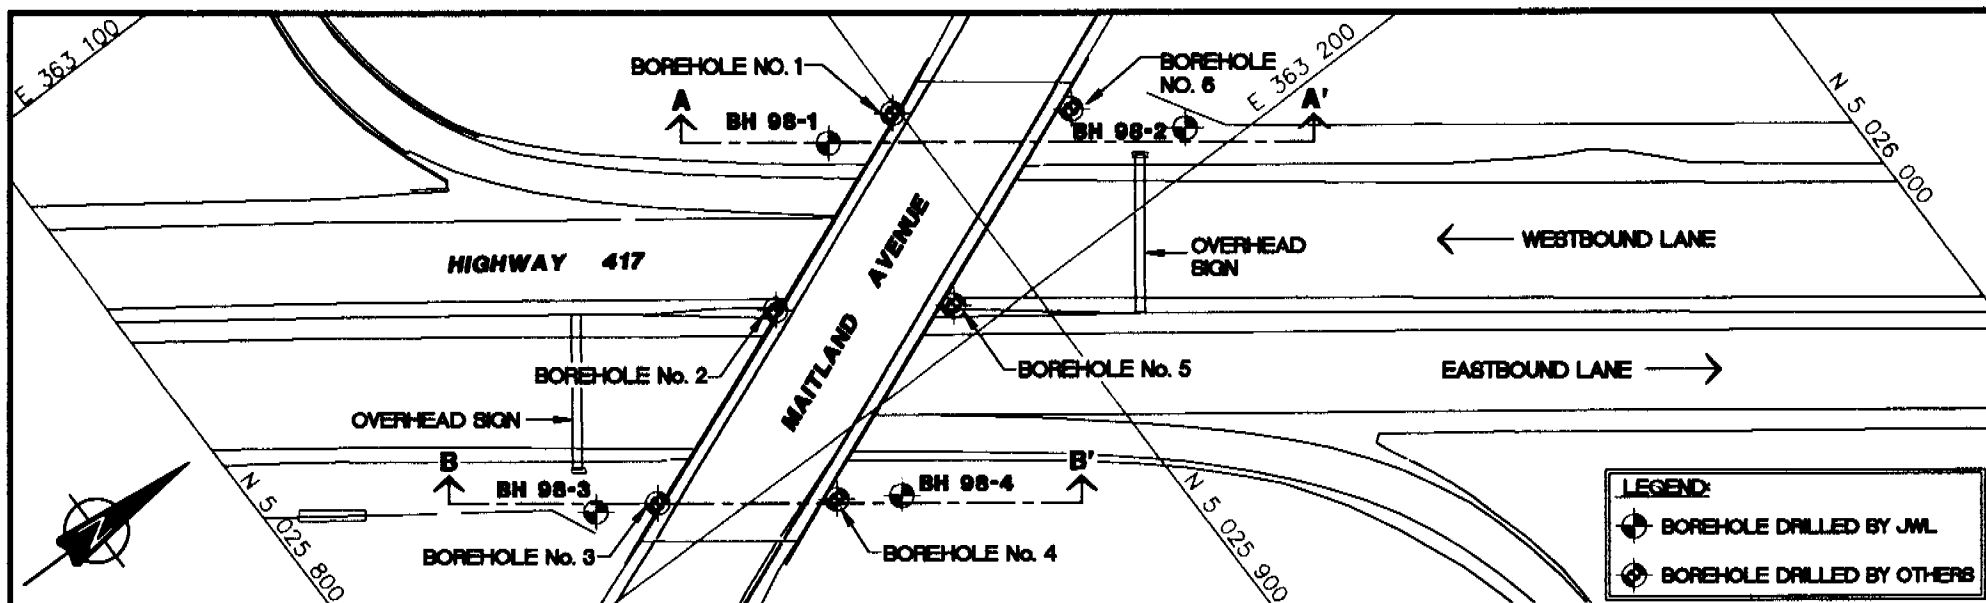 E 363 100
BOREHOLE NO. 1
BOREHOLE
NO. 6
E 363 200
N 5 026 000
A
A'
BH 98-1
BH 98-2
HIGHWAY 417
MAITLAND AVENUE
OVERHEAD
SIGN
WESTBOUND LANE
BOREHOLE No. 2
BOREHOLE No. 5
EASTBOUND LANE
OVERHEAD SIGN
B
B'
BH 98-3
BH 98-4
BOREHOLE No. 3
BOREHOLE No. 4
N 5 025 800
N 5 025 900
LEGEND:
BOREHOLE DRILLED BY JWL
BOREHOLE DRILLED BY OTHERS